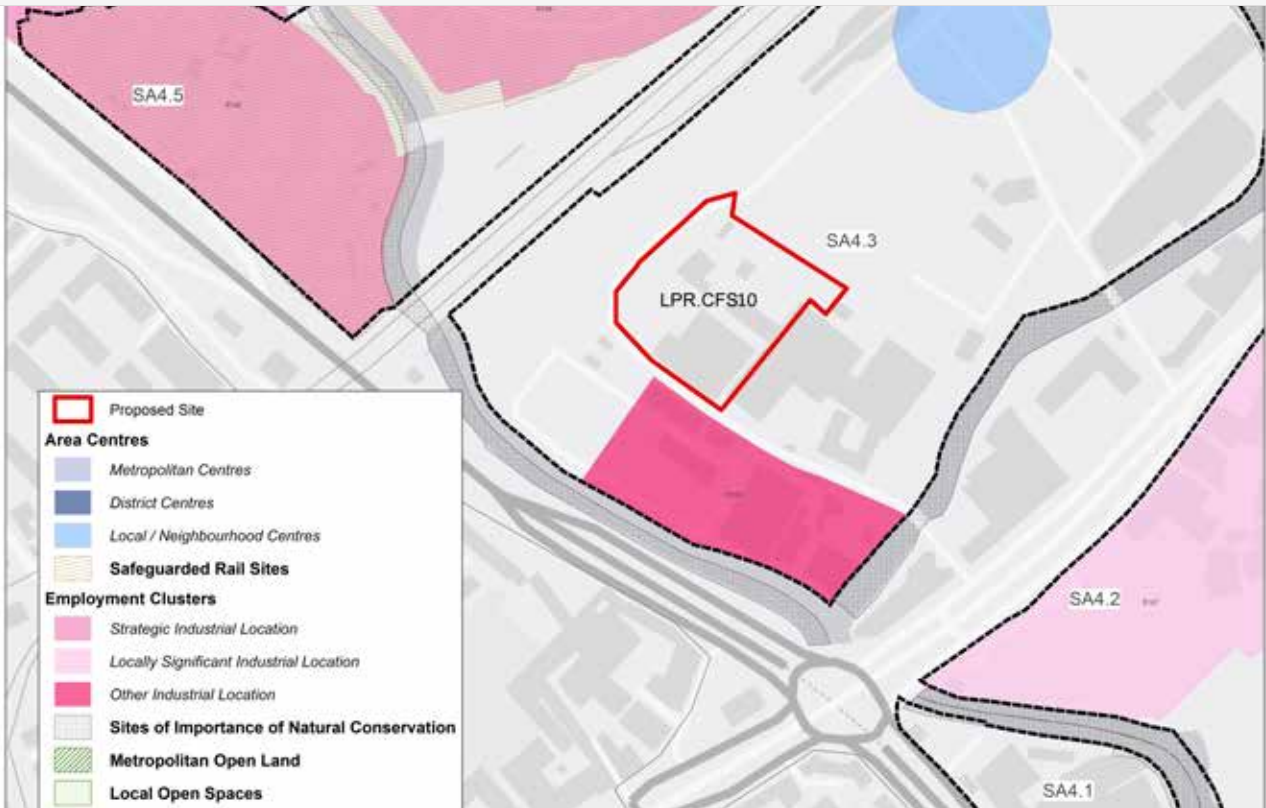 SA4.5
SA4.3
LPR.CFS10
SA4.2
SA4.1
Proposed Site
Area Centres
Metropolitan Centres
District Centres
Local / Neighbourhood Centres
Safeguarded Rail Sites
Employment Clusters
Strategic Industrial Location
Locally Significant Industrial Location
Other Industrial Location
Sites of Importance of Natural Conservation
Metropolitan Open Land
Local Open Spaces